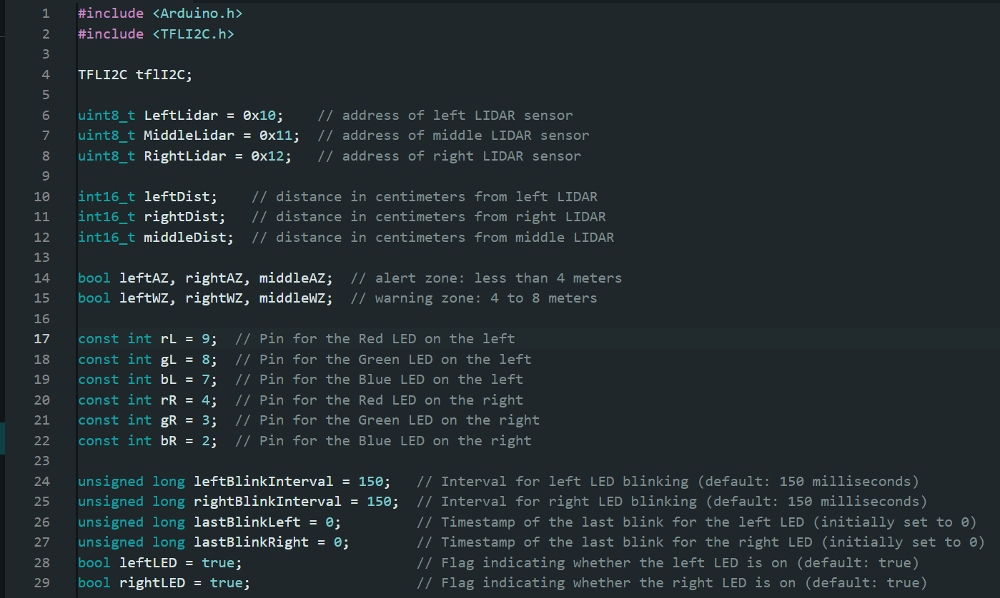 1 #include <Arduino.h>
2 #include <TFLI2C.h>
3
4 TFLI2C tflI2C;
5
6 uint8_t LeftLidar = 0x10;    // address of left LIDAR sensor
7 uint8_t MiddleLidar = 0x11;  // address of middle LIDAR sensor
8 uint8_t RightLidar = 0x12;   // address of right LIDAR sensor
9
10 int16_t leftDist;    // distance in centimeters from left LIDAR
11 int16_t rightDist;   // distance in centimeters from right LIDAR
12 int16_t middleDist;  // distance in centimeters from middle LIDAR
13
14 bool leftAZ, rightAZ, middleAZ;  // alert zone: less than 4 meters
15 bool leftWZ, rightWZ, middleWZ;  // warning zone: 4 to 8 meters
16
17 const int rL = 9;  // Pin for the Red LED on the left
18 const int gL = 8;  // Pin for the Green LED on the left
19 const int bL = 7;  // Pin for the Blue LED on the left
20 const int rR = 4;  // Pin for the Red LED on the right
21 const int gR = 3;  // Pin for the Green LED on the right
22 const int bR = 2;  // Pin for the Blue LED on the right
23
24 unsigned long leftBlinkInterval = 150;   // Interval for left LED blinking (default: 150 milliseconds)
25 unsigned long rightBlinkInterval = 150;  // Interval for right LED blinking (default: 150 milliseconds)
26 unsigned long lastBlinkLeft = 0;         // Timestamp of the last blink for the left LED (initially set to 0)
27 unsigned long lastBlinkRight = 0;        // Timestamp of the last blink for the right LED (initially set to 0)
28 bool leftLED = true;                     // Flag indicating whether the left LED is on (default: true)
29 bool rightLED = true;                    // Flag indicating whether the right LED is on (default: true)